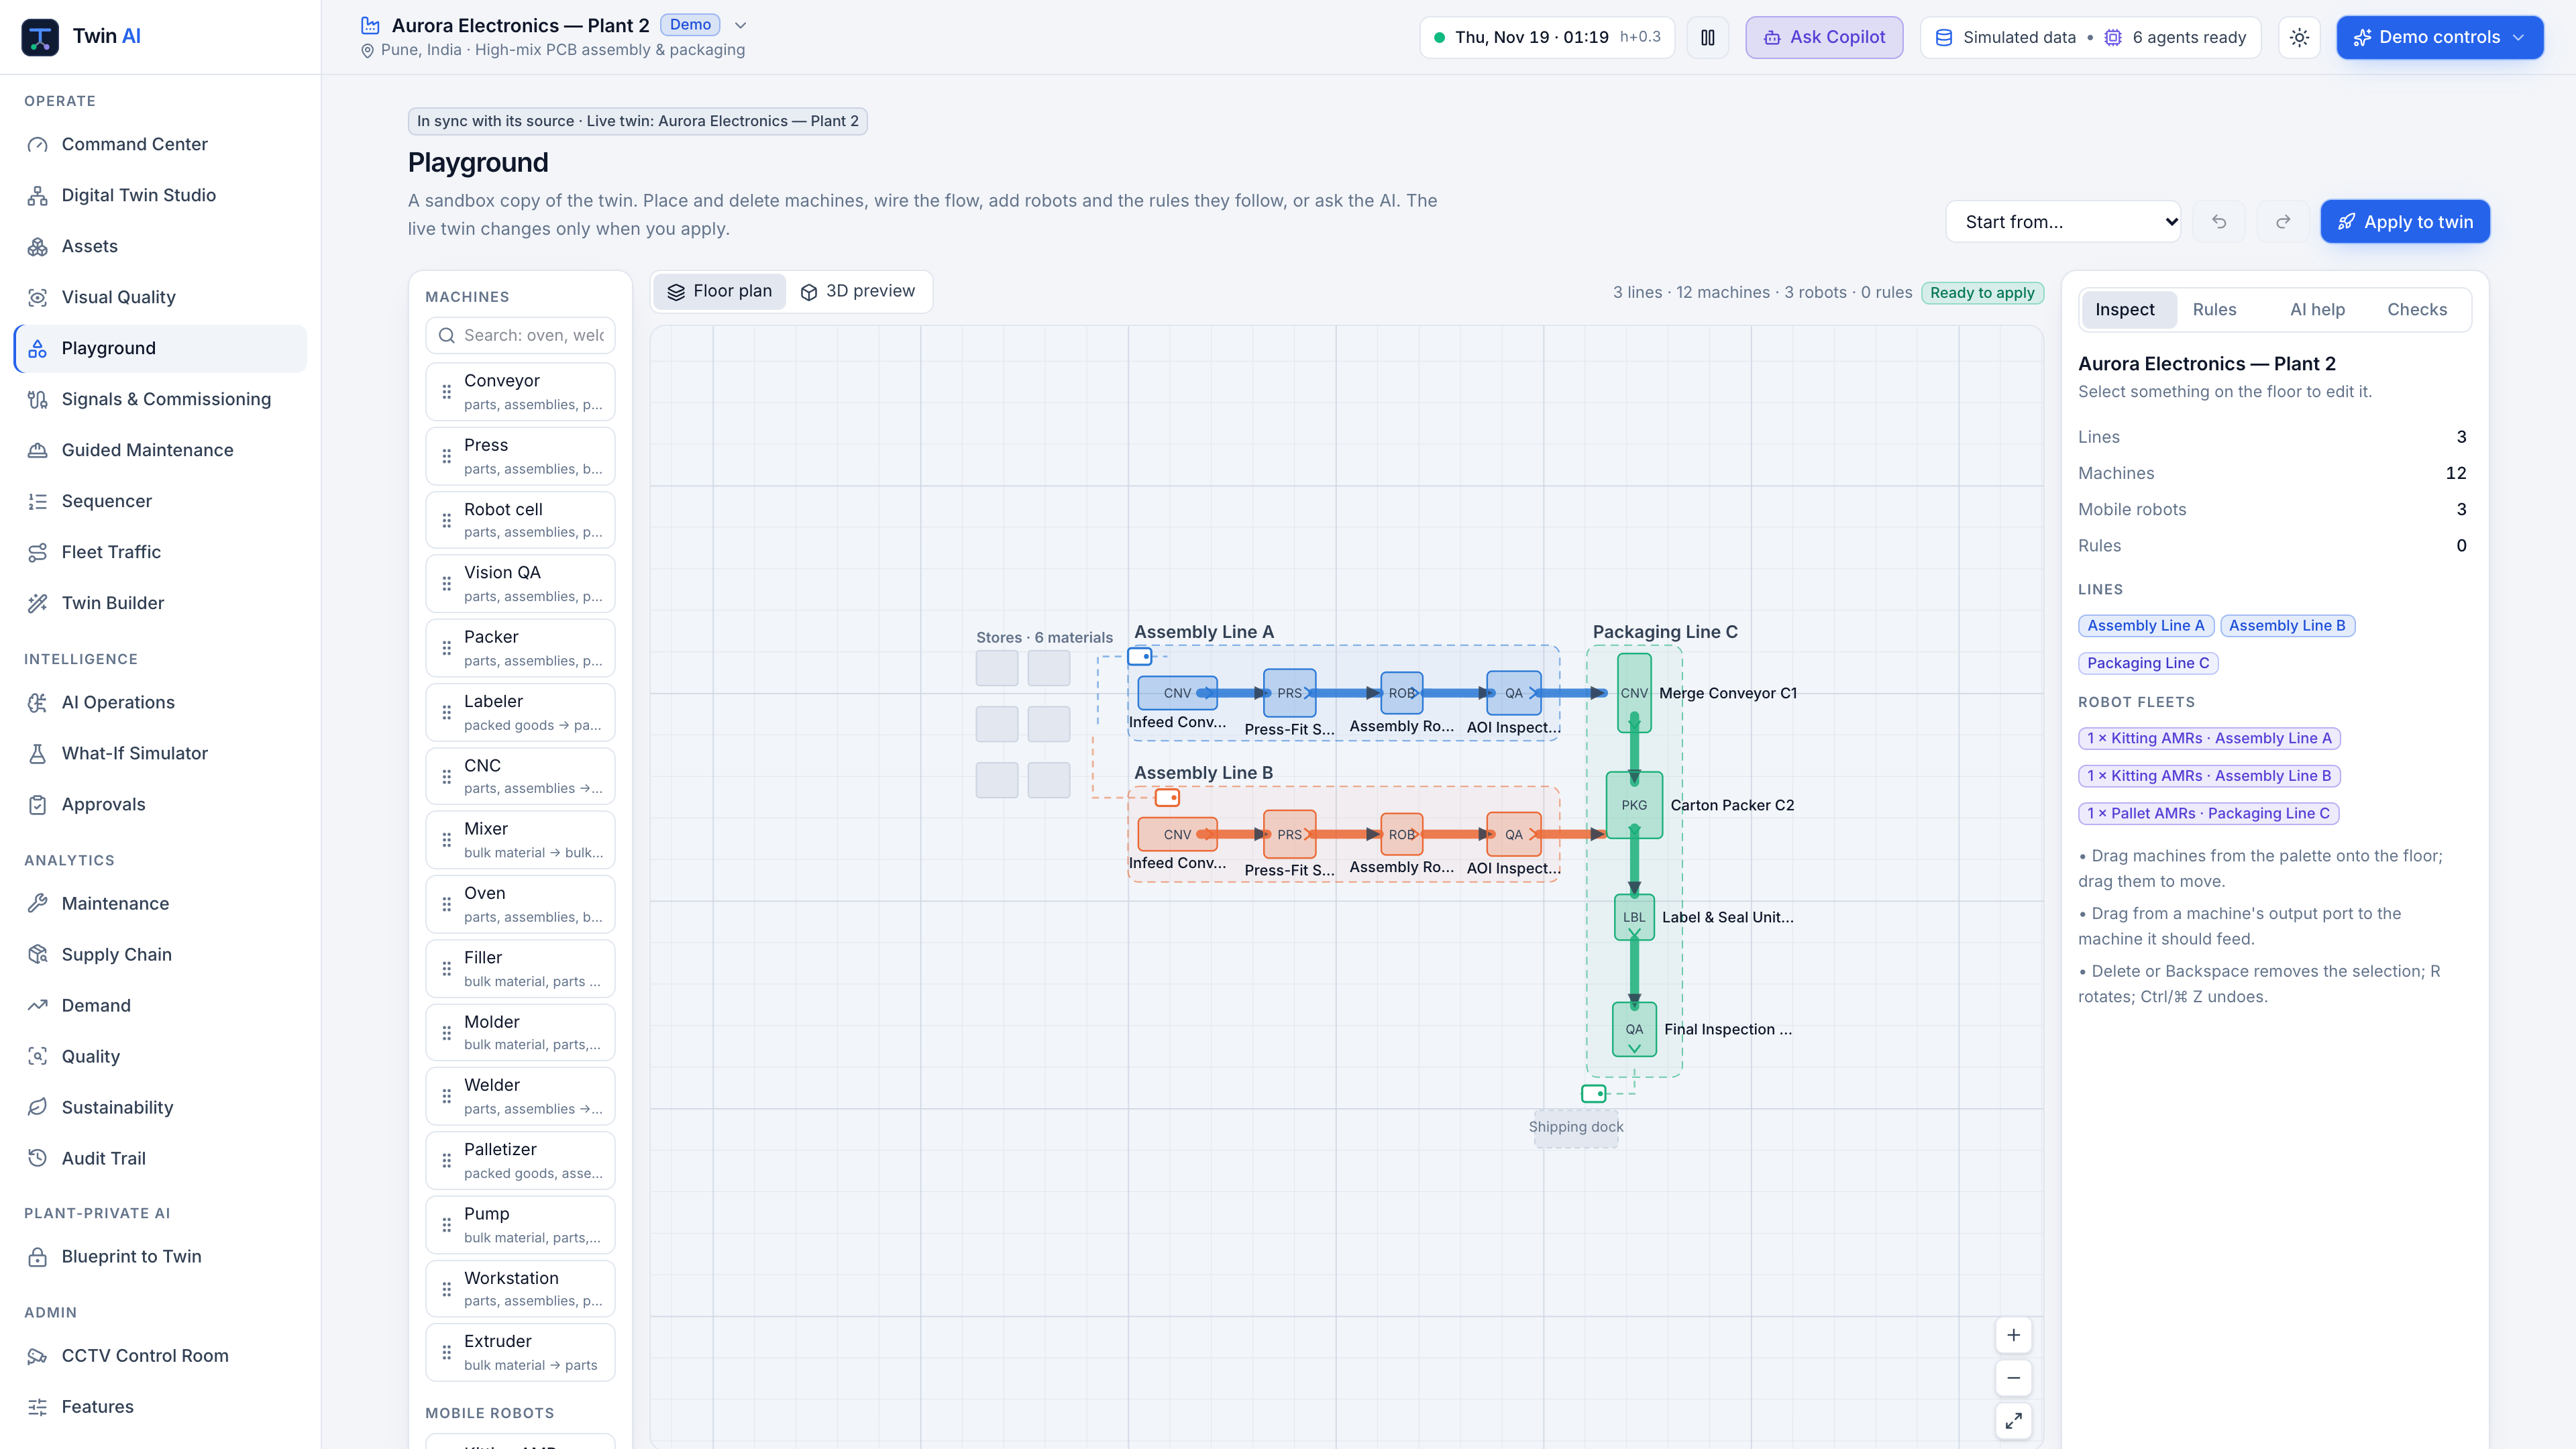 Twin AI
OPERATE
Command Center
Digital Twin Studio
Assets
Visual Quality
Playground
Signals & Commissioning
Guided Maintenance
Sequencer
Fleet Traffic
Twin Builder
INTELLIGENCE
AI Operations
What-If Simulator
Approvals
ANALYTICS
Maintenance
Supply Chain
Demand
Quality
Sustainability
Audit Trail
PLANT-PRIVATE AI
Blueprint to Twin
ADMIN
CCTV Control Room
Features
Aurora Electronics — Plant 2 Demo
Pune, India · High-mix PCB assembly & packaging
Thu, Nov 19 · 01:19 h+0.3
Ask Copilot
Simulated data • 6 agents ready
Demo controls
In sync with its source · Live twin: Aurora Electronics — Plant 2
Playground
A sandbox copy of the twin. Place and delete machines, wire the flow, add robots and the rules they follow, or ask the AI. The
live twin changes only when you apply.
Start from...
Apply to twin
MACHINES
Search: oven, weld
Conveyor
parts, assemblies, p...
Press
parts, assemblies, b...
Robot cell
parts, assemblies, p...
Vision QA
parts, assemblies, p...
Packer
parts, assemblies, p...
Labeler
packed goods → pa...
CNC
parts, assemblies →...
Mixer
bulk material → bulk...
Oven
parts, assemblies, b...
Filler
bulk material, parts ...
Molder
bulk material, parts,...
Welder
parts, assemblies →...
Palletizer
packed goods, asse...
Pump
bulk material, parts,...
Workstation
parts, assemblies, p...
Extruder
bulk material → parts
MOBILE ROBOTS
Floor plan
3D preview
3 lines · 12 machines · 3 robots · 0 rules Ready to apply
Stores · 6 materials
Assembly Line A
CNV
PRS
ROB
QA
Infeed Conv...
Press-Fit S...
Assembly Ro...
AOI Inspect...
Assembly Line B
CNV
PRS
ROB
QA
Infeed Conv...
Press-Fit S...
Assembly Ro...
AOI Inspect...
Packaging Line C
CNV Merge Conveyor C1
PKG Carton Packer C2
LBL Label & Seal Unit...
QA Final Inspection ...
Shipping dock
Inspect
Rules
AI help
Checks
Aurora Electronics — Plant 2
Select something on the floor to edit it.
Lines 3
Machines 12
Mobile robots 3
Rules 0
LINES
Assembly Line A
Assembly Line B
Packaging Line C
ROBOT FLEETS
1 × Kitting AMRs · Assembly Line A
1 × Kitting AMRs · Assembly Line B
1 × Pallet AMRs · Packaging Line C
• Drag machines from the palette onto the floor;
drag them to move.
• Drag from a machine's output port to the
machine it should feed.
• Delete or Backspace removes the selection; R
rotates; Ctrl/⌘ Z undoes.